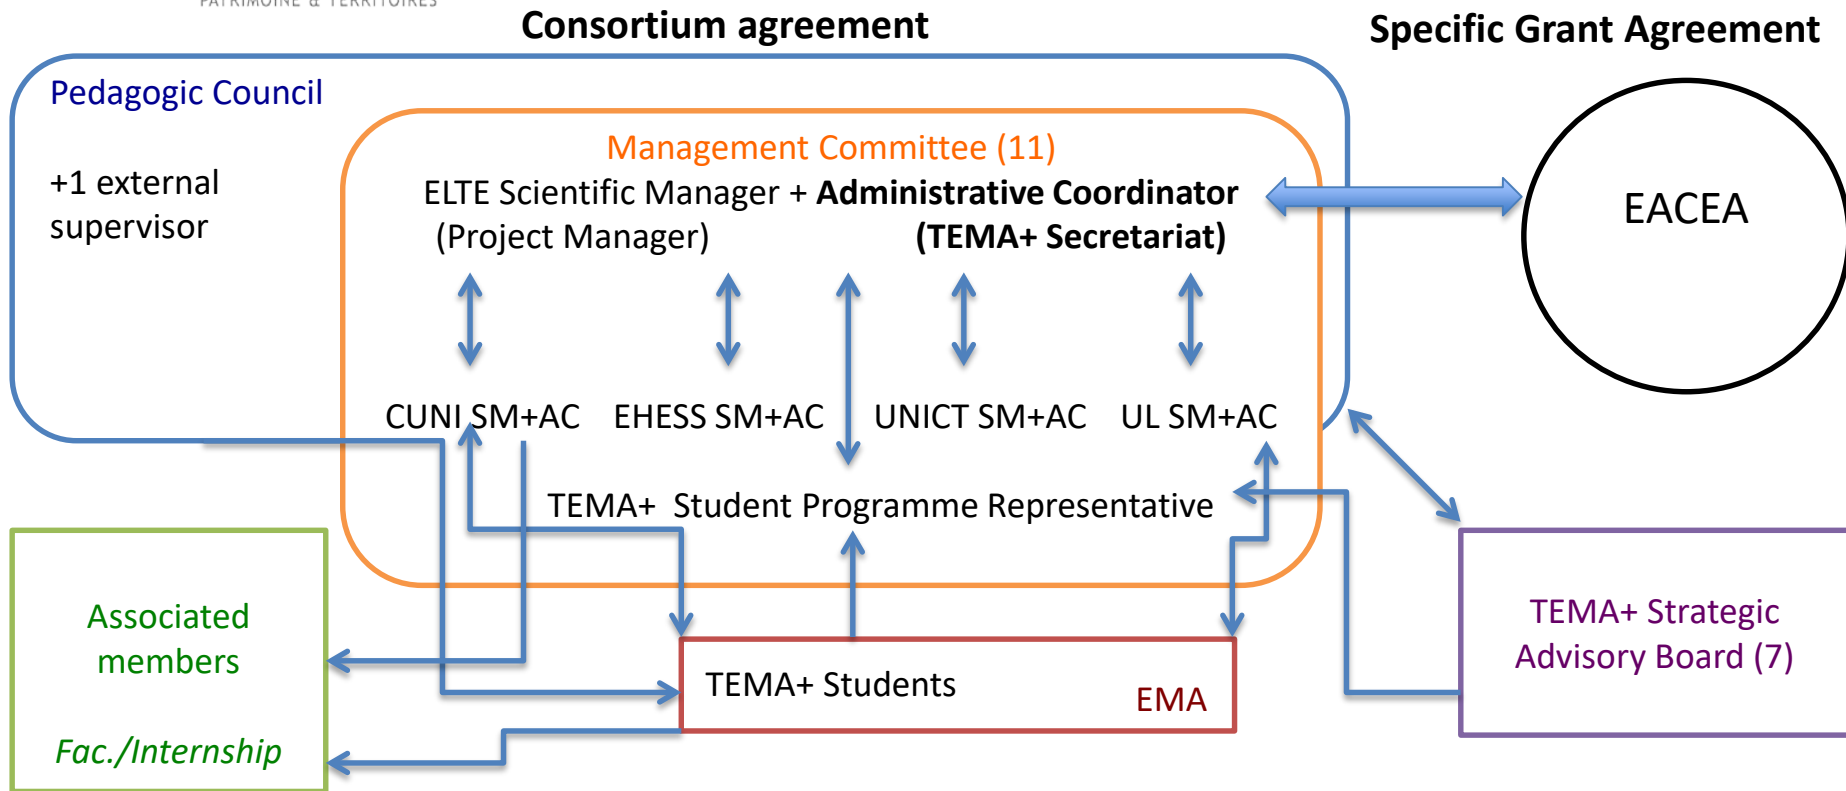 PATRIMOINE & TERRITOIRES
Consortium agreement
Specific Grant Agreement
Pedagogic Council
+1 external
supervisor
Management Committee (11)
ELTE Scientific Manager + Administrative Coordinator
(Project Manager) (TEMA+ Secretariat)
EACEA
CUNI SM+AC EHESS SM+AC UNICT SM+AC UL SM+AC
TEMA+ Student Programme Representative
Associated
members
Fac./Internship
TEMA+ Students
EMA
TEMA+ Strategic
Advisory Board (7)